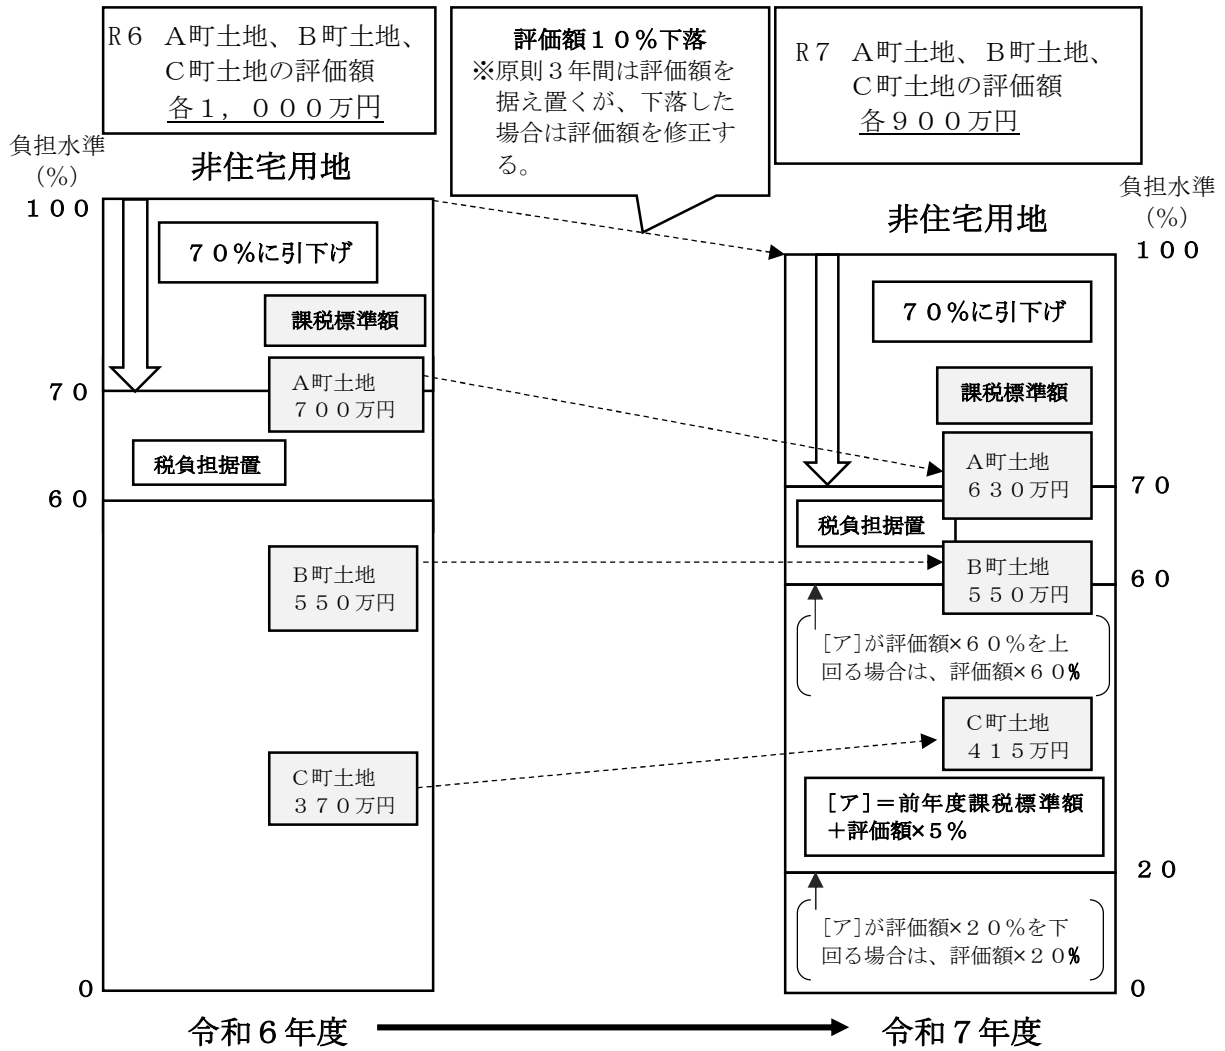 R6　A町土地、B町土地、
C町土地の評価額
各1，000万円
評価額10％下落
※原則3年間は評価額を
据え置くが、下落した
場合は評価額を修正す
る。
R7　A町土地、B町土地、
C町土地の評価額
各900万円
負担水準
（%）
非住宅用地
100
70％に引下げ
課税標準額
70
A町土地
700万円
税負担据置
60
B町土地
550万円
C町土地
370万円
0
令和6年度
負担水準
（%）
非住宅用地
100
70％に引下げ
課税標準額
A町土地
630万円
70
税負担据置
B町土地
550万円
60
［ア］が評価額×60％を上
回る場合は、評価額×60%
C町土地
415万円
［ア］＝前年度課税標準額
＋評価額×5％
20
［ア］が評価額×20％を下
回る場合は、評価額×20%
0
令和7年度